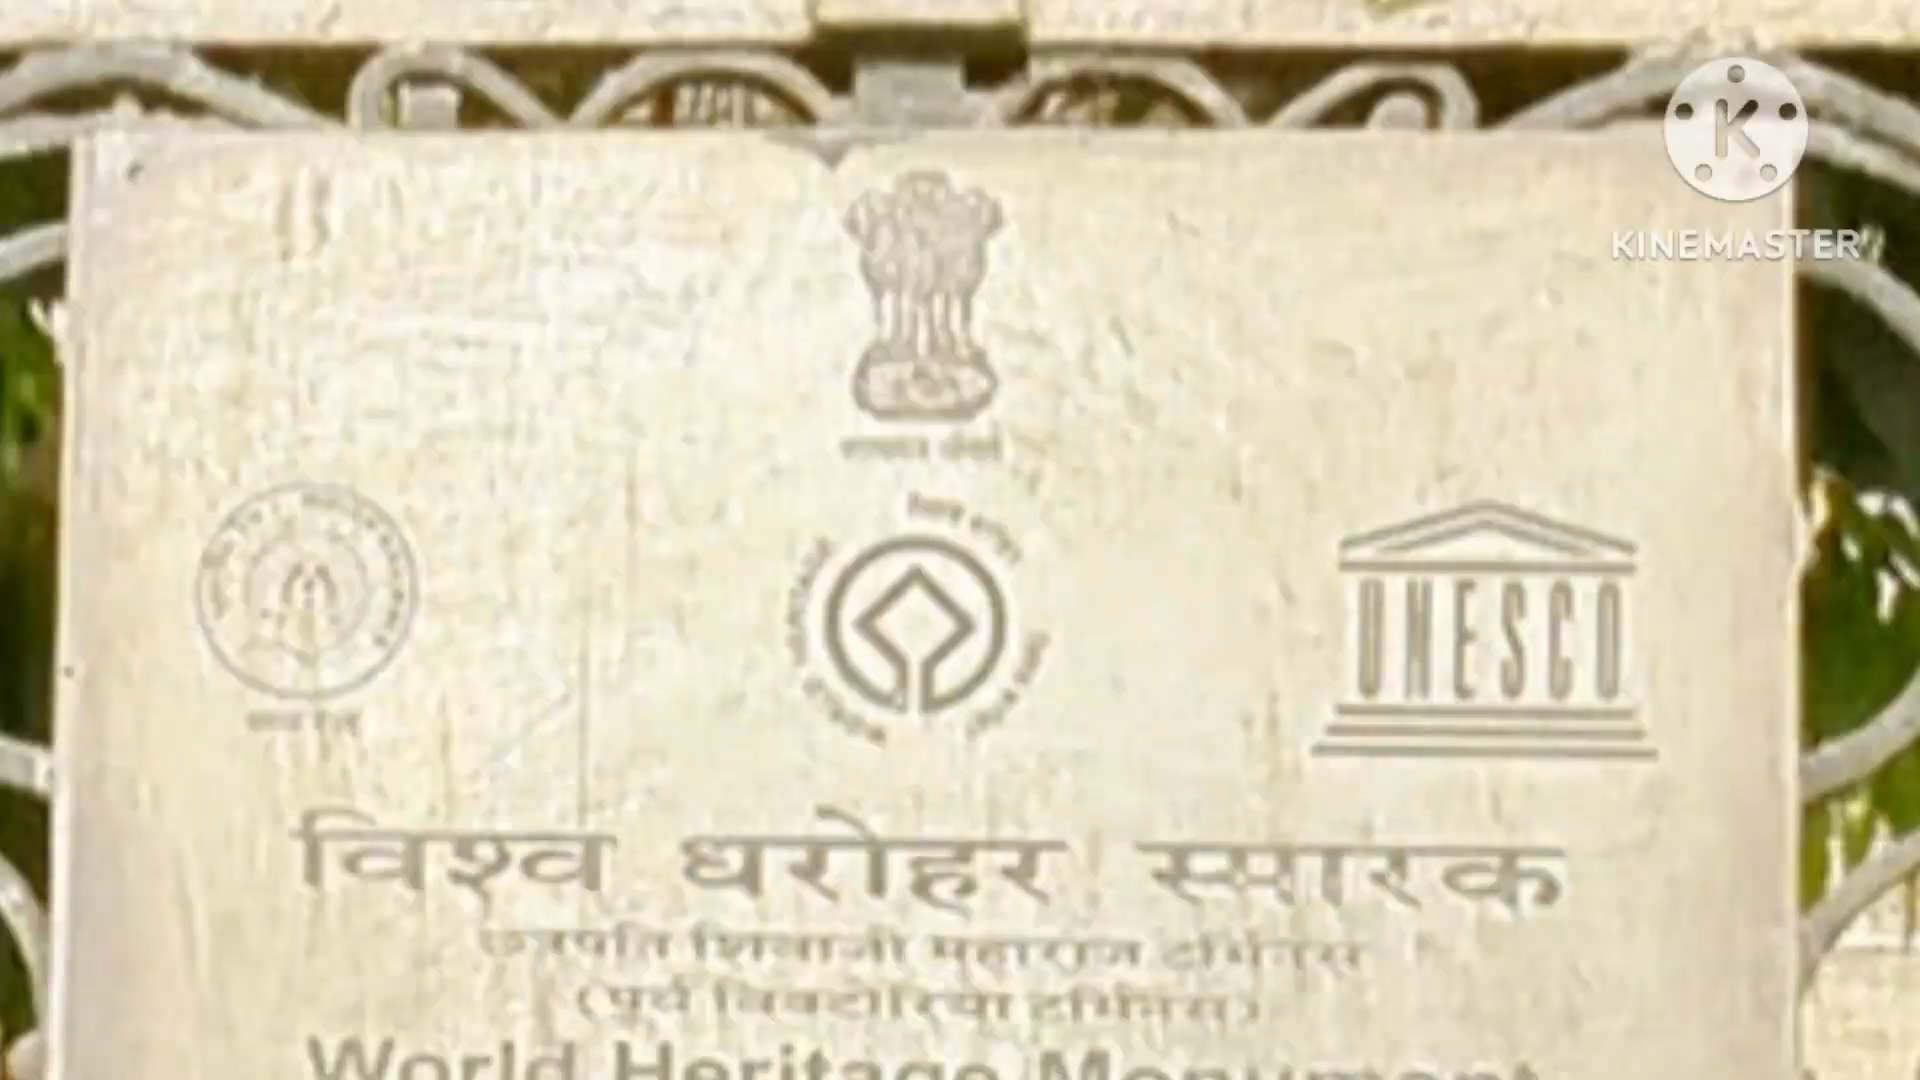 KINEMASTER
UNESCO
विश्व धरोहर स्मारक
छत्रपति शिवाजी महाराज टर्मिनस
(पूर्व विक्टोरिया टर्मिनस)
World Heritage Monument